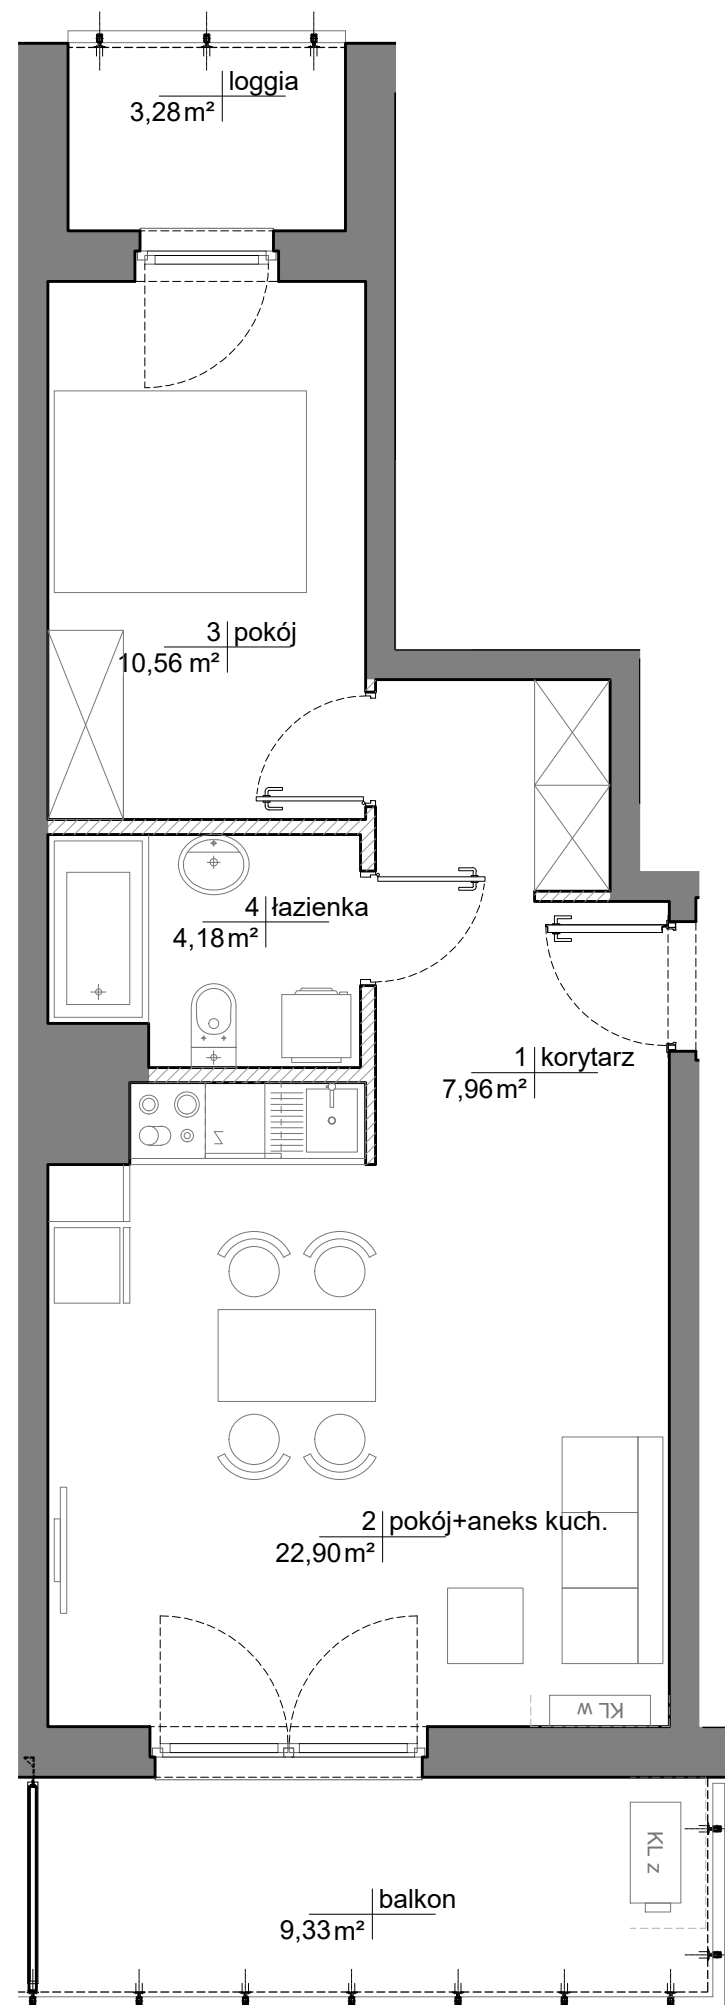 loggia
3,28 m²
3 pokój
10,56 m²
4 łazienka
4,18 m²
1 korytarz
7,96 m²
2 pokój+aneks kuch.
22,90 m²
KL w
KL z
balkon
9,33 m²